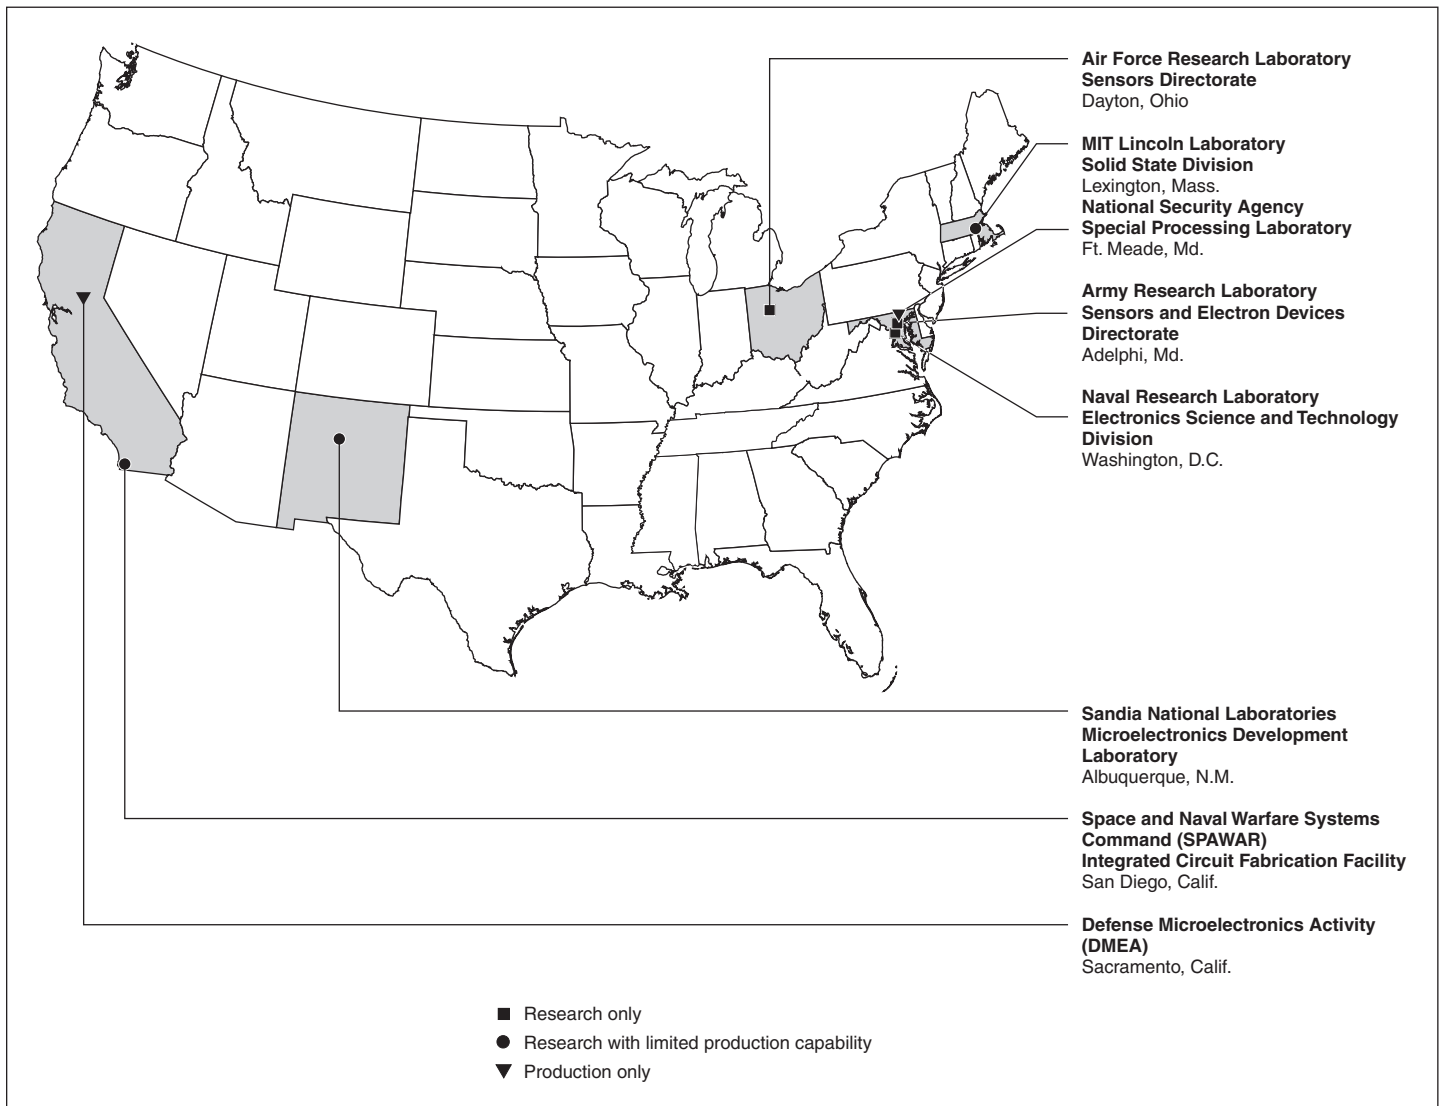 Air Force Research Laboratory
Sensors Directorate
Dayton, Ohio
MIT Lincoln Laboratory
Solid State Division
Lexington, Mass.
National Security Agency
Special Processing Laboratory
Ft. Meade, Md.
Army Research Laboratory
Sensors and Electron Devices
Directorate
Adelphi, Md.
Naval Research Laboratory
Electronics Science and Technology
Division
Washington, D.C.
Sandia National Laboratories
Microelectronics Development
Laboratory
Albuquerque, N.M.
Space and Naval Warfare Systems
Command (SPAWAR)
Integrated Circuit Fabrication Facility
San Diego, Calif.
Defense Microelectronics Activity
(DMEA)
Sacramento, Calif.
Research only
Research with limited production capability
Production only